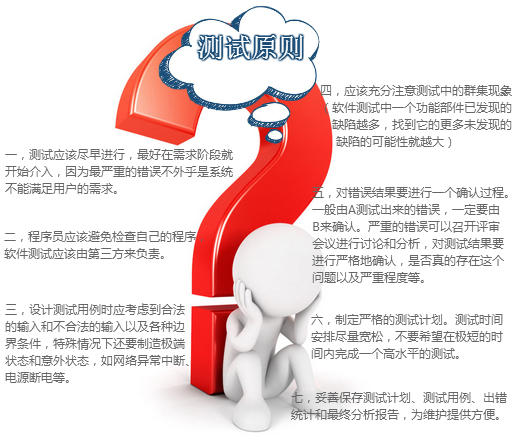 测试原则
一，测试应该尽早进行，最好在需求阶段就
开始介入，因为最严重的错误不外乎是系统
不能满足用户的需求。
二，程序员应该避免检查自己的程序
软件测试应该由第三方来负责。
三，设计测试用例时应考虑到合法
的输入和不合法的输入以及各种边
界条件，特殊情况下还要制造极端
状态和意外状态，如网络异常中断、
电源断电等。
四，应该充分注意测试中的群集现象
（软件测试中一个功能部件已发现的
缺陷越多，找到它的更多未发现的
缺陷的可能性就越大）
五，对错误结果要进行一个确认过程。
一般由A测试出来的错误，一定要由
B来确认。严重的错误可以召开评审
会议进行讨论和分析，对测试结果要
进行严格地确认，是否真的存在这个
问题以及严重程度等。
六，制定严格的测试计划。测试时间
安排尽量宽松，不要希望在极短的时
间内完成一个高水平的测试。
七，妥善保存测试计划、测试用例、出错
统计和最终分析报告，为维护提供方便。